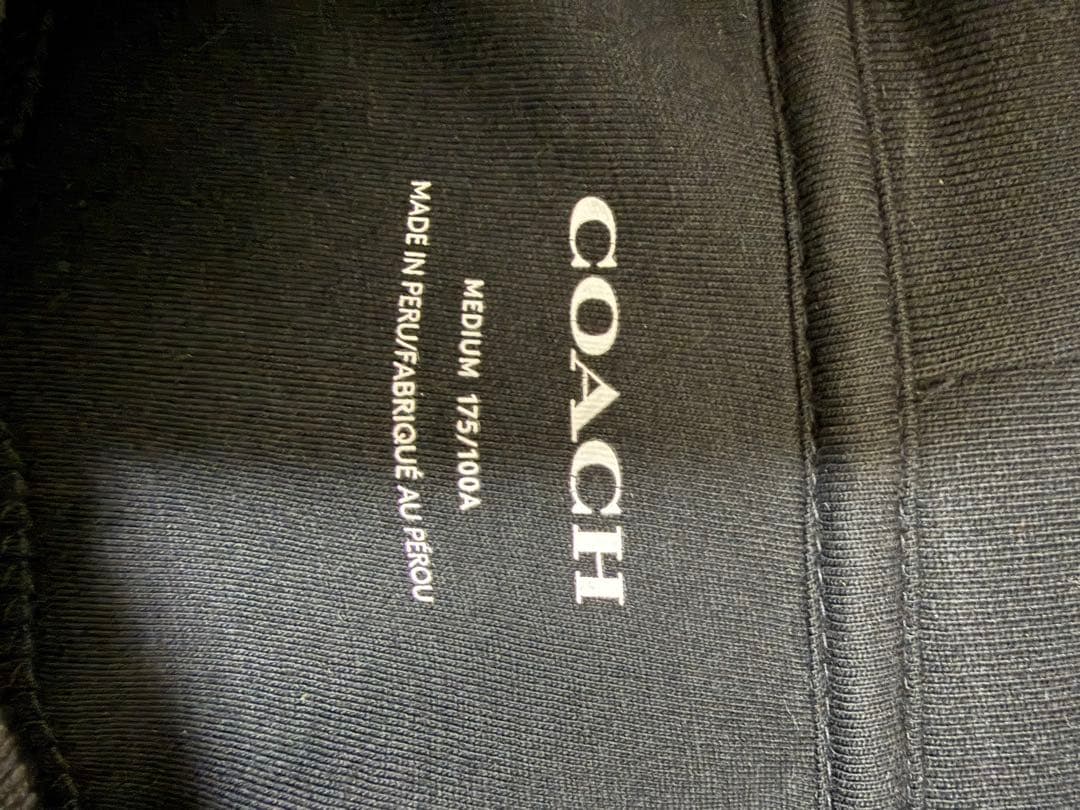 COACH
MEDIUM 175/100A
MADE IN PERU/FABRIQUÉ AU PÉROU